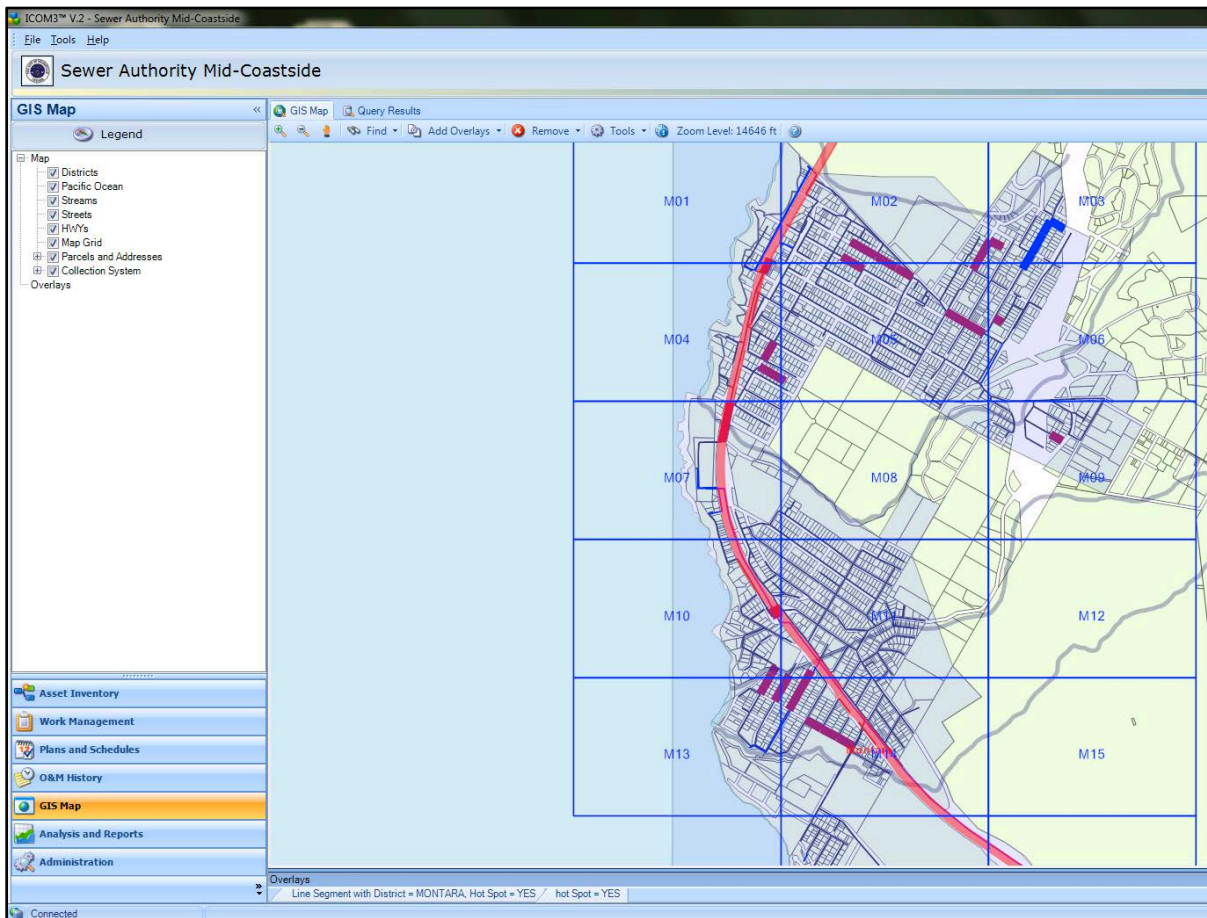 ICOM3™ V.2 - Sewer Authority Mid-Coastside
File Tools Help
Sewer Authority Mid-Coastside
GIS Map «
Legend
Map
Districts
Pacific Ocean
Streams
Streets
HWYs
Map Grid
Parcels and Addresses
Collection System
Overlays
Asset Inventory
Work Management
Plans and Schedules
O&M History
GIS Map
Analysis and Reports
Administration
»
Connected
GIS Map Query Results
Find Add Overlays Remove Tools Zoom Level: 14646 ft
M01 M02 M03
M04 M05 M06
M07 M08 M09
M10 M11 M12
M13 M14 M15
Overlays
Line Segment with District = MONTARA, Hot Spot = YES hot Spot = YES